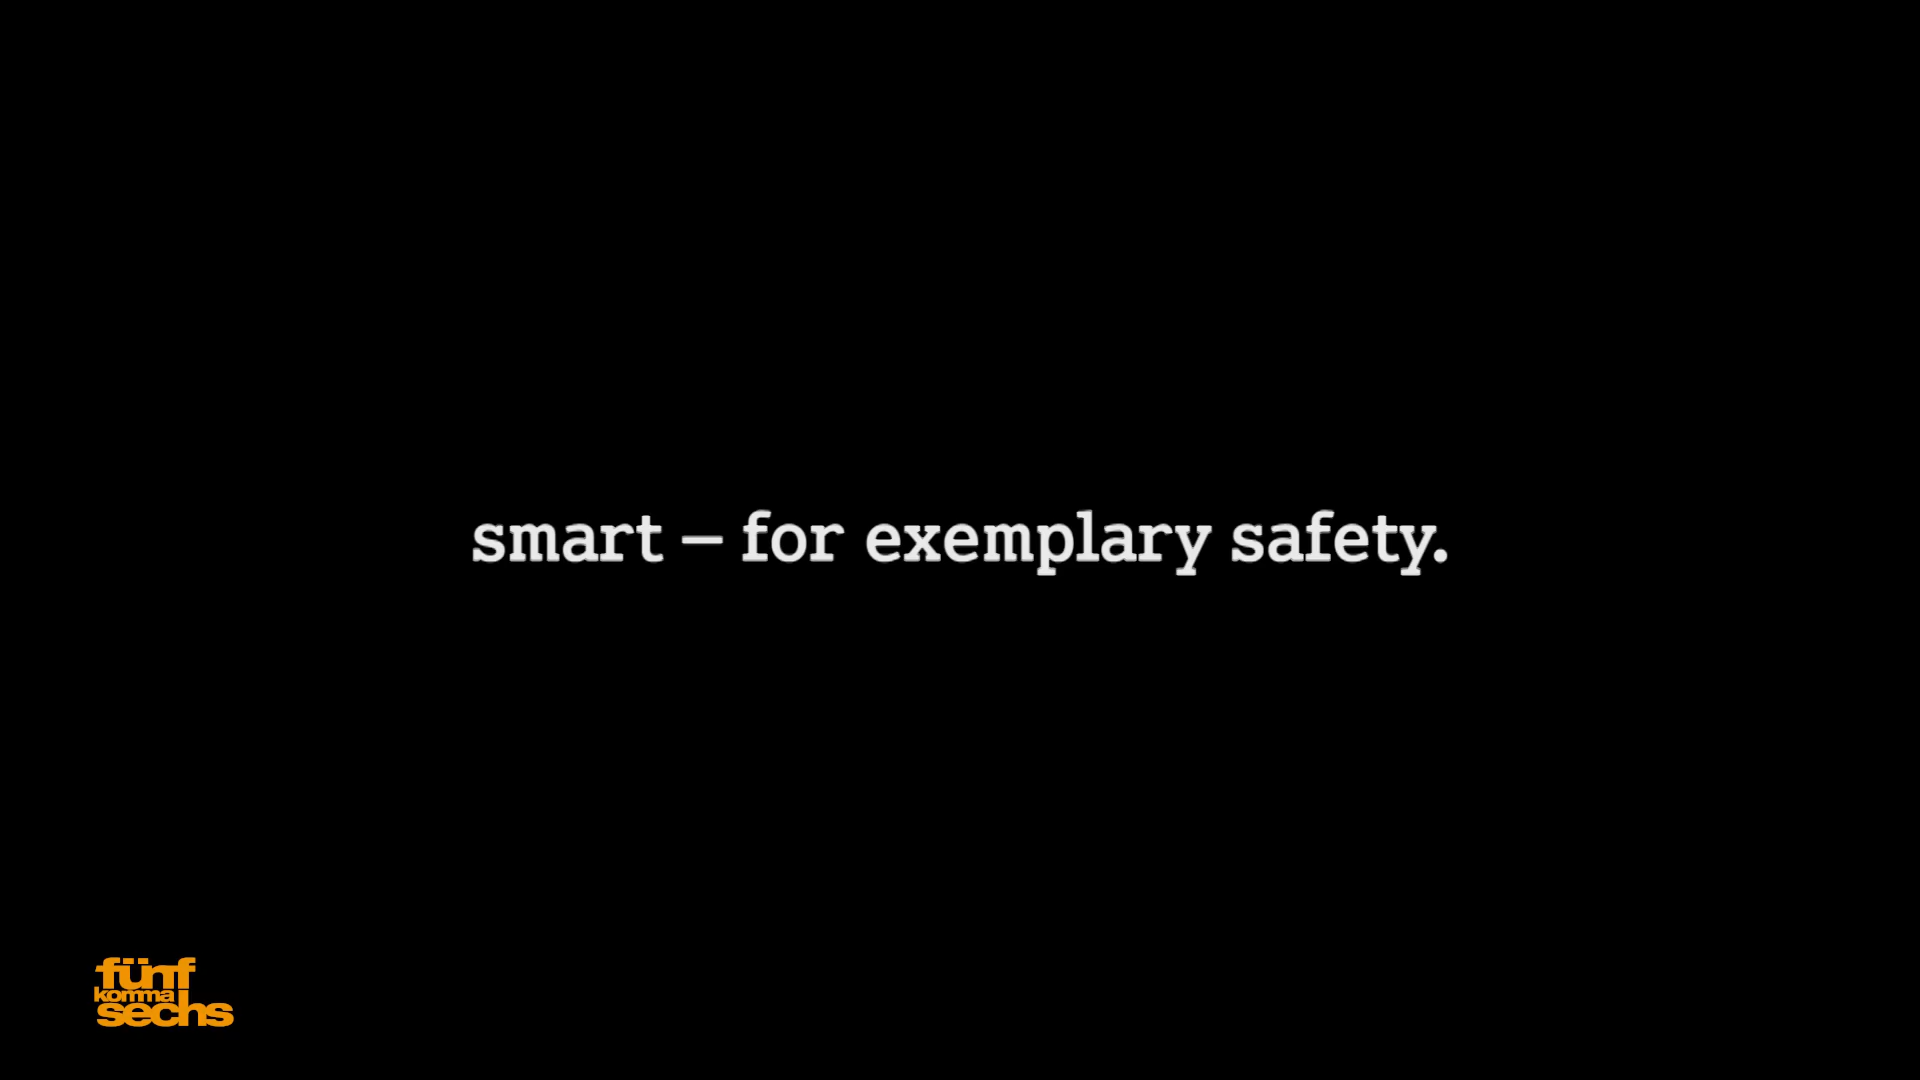 smart – for exemplary safety.
fünf
komma
sechs